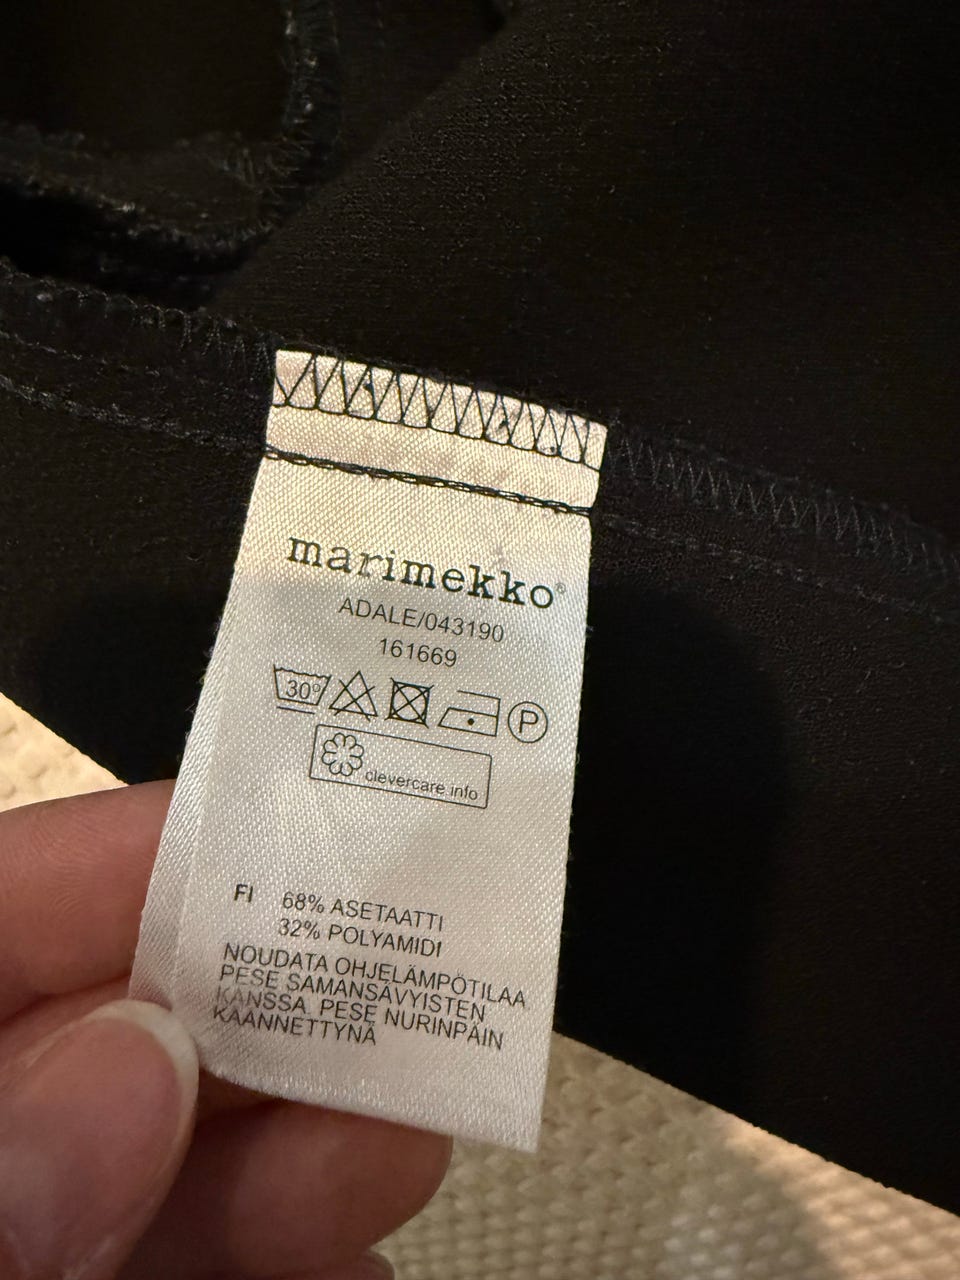 marimekko®
ADALE/043190
161669
30° P
clevercare.info
FI 68% ASETAATTI
32% POLYAMIDI
NOUDATA OHJELÄMPÖTILAA
PESE SAMANSÄVYISTEN
KANSSA. PESE NURINPÄIN
KÄÄNNETTYNÄ